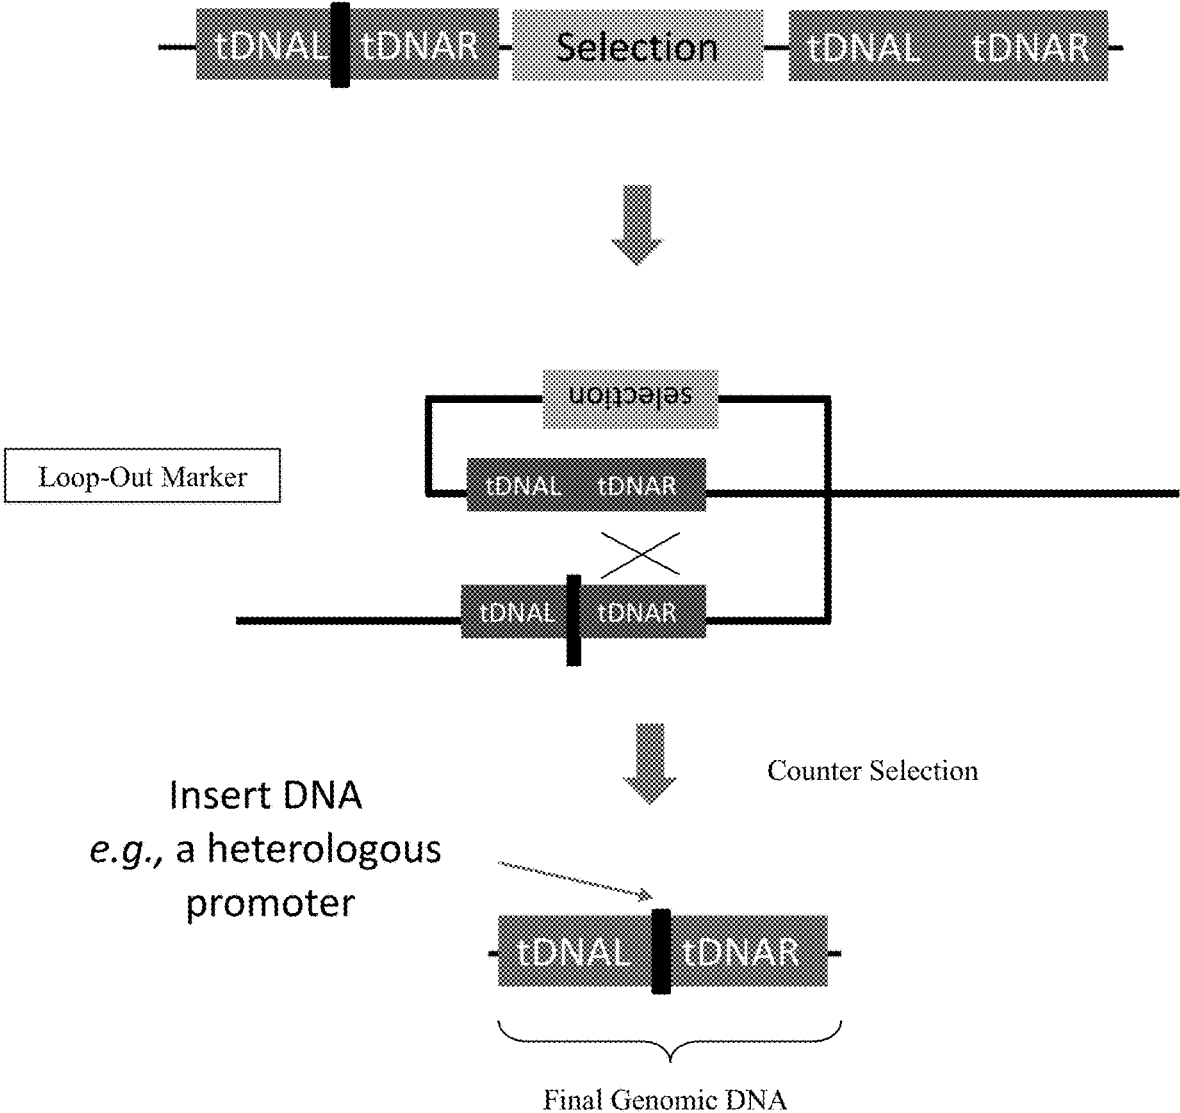 tDNAL tDNAR Selection tDNAL tDNAR
selection
Loop-Out Marker
tDNAL tDNAR
tDNAL tDNAR
Counter Selection
Insert DNA
e.g., a heterologous
promoter
tDNAL tDNAR
Final Genomic DNA